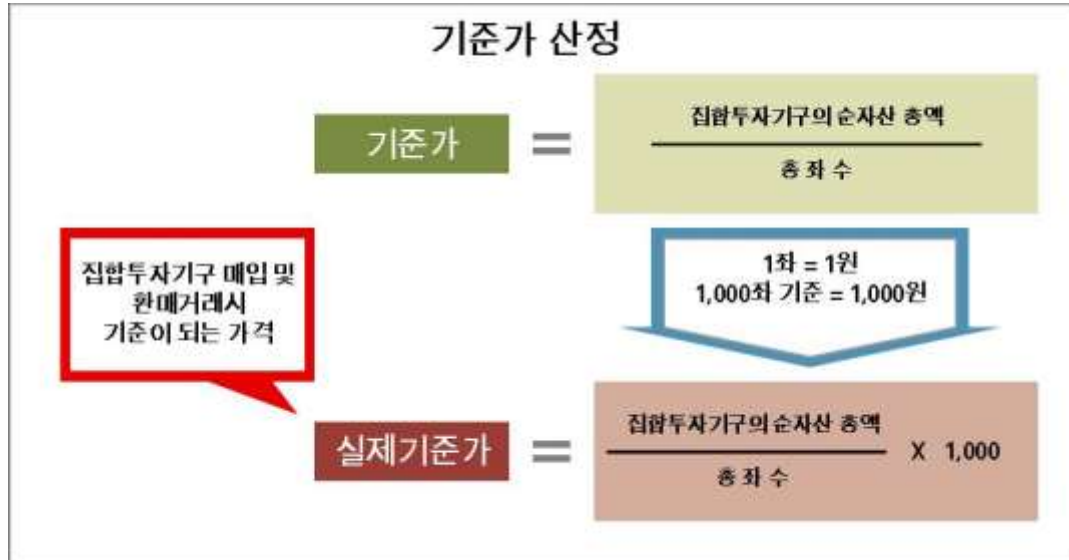 기준가 산정
기준가
=
집합투자기구의 순자산 총액
총 좌 수
집합투자기구 매입 및
환매거래시
기준이 되는 가격
1좌 = 1원
1,000좌 기준 = 1,000원
실제기준가
=
집합투자기구의 순자산 총액
총 좌 수
X 1,000